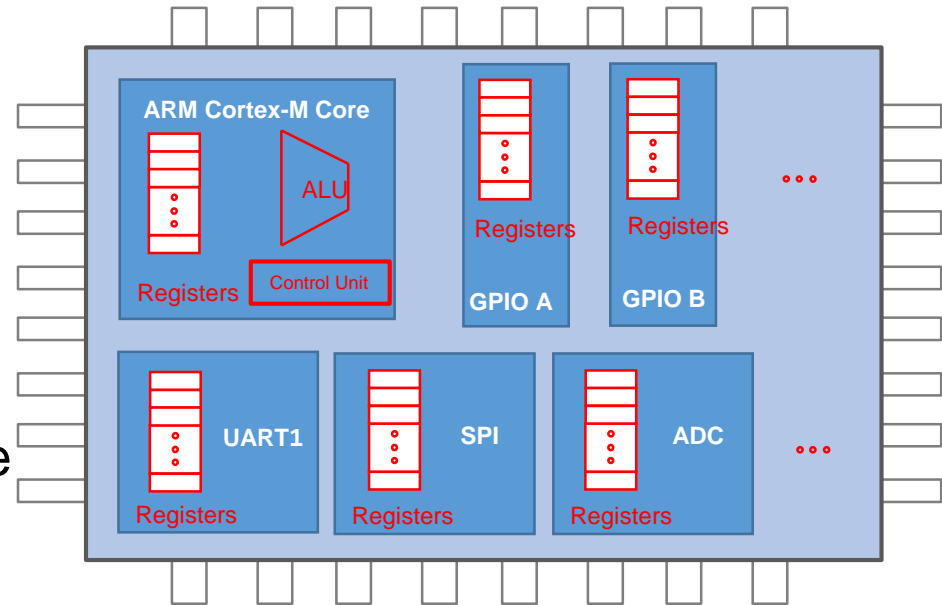 ARM Cortex-M Core
ALU
Registers
Control Unit
Registers
GPIO A
Registers
GPIO B
...
e
UART1
Registers
SPI
Registers
ADC
Registers
...